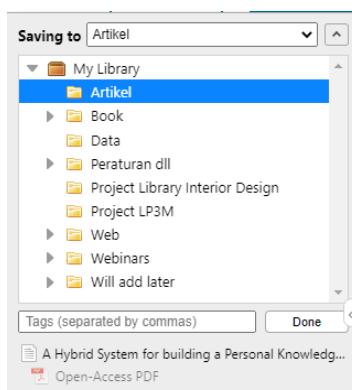 Saving to Artikel
My Library
Artikel
Book
Data
Peraturan dll
Project Library Interior Design
Project LP3M
Web
Webinars
Will add later
Tags (separated by commas) Done
A Hybrid System for building a Personal Knowledg...
Open-Access PDF